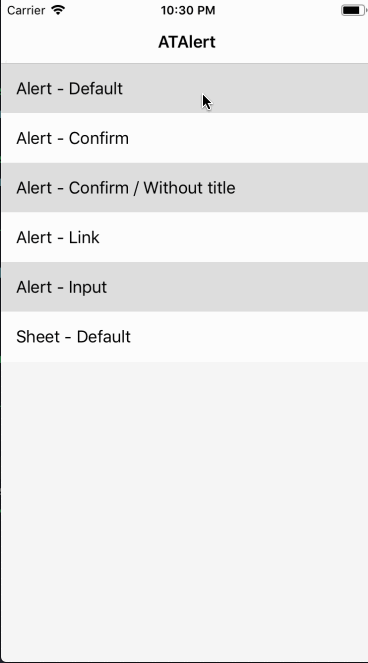 Carrier 10:30 PM
ATAlert
Alert - Default
Alert - Confirm
Alert - Confirm / Without title
Alert - Link
Alert - Input
Sheet - Default